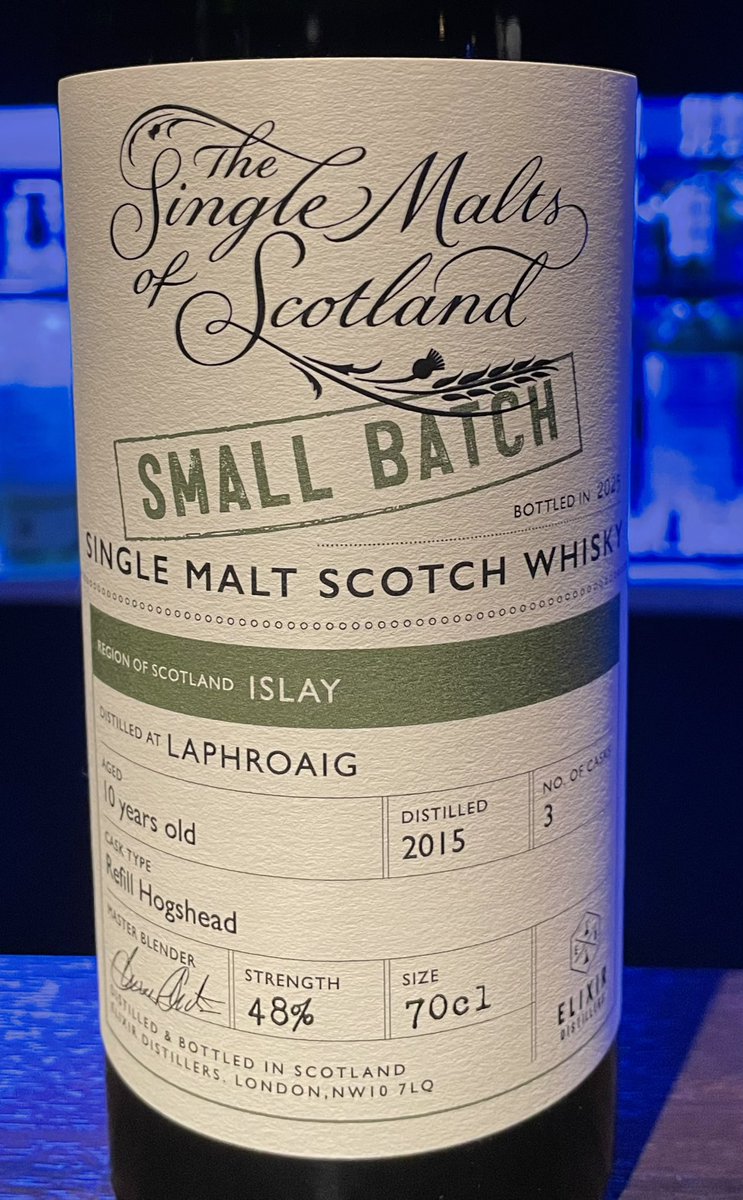 The
Single Malts
of Scotland
SMALL BATCH
BOTTLED IN 2025
SINGLE MALT SCOTCH WHISKY
REGION OF SCOTLAND ISLAY
DISTILLED AT LAPHROAIG
AGED
10 years old
DISTILLED
2015
NO. OF CASKS
3
CASK TYPE
Refill Hogshead
MASTER BLENDER
STRENGTH
48%
SIZE
70cl
ELIXIR
DISTILLERS
DISTILLED & BOTTLED IN SCOTLAND
ELIXIR DISTILLERS, LONDON, NW10 7LQ